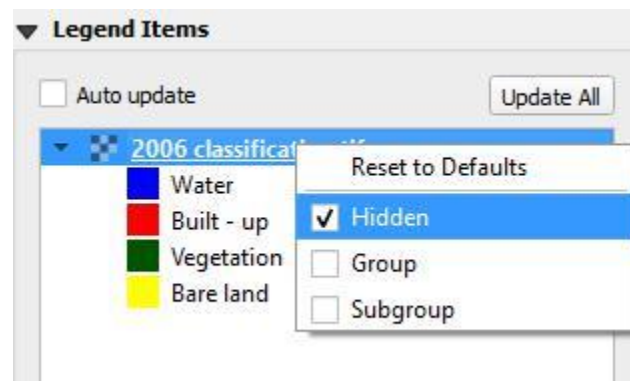 Legend Items
Auto update
Update All
2006
Reset to Defaults
Water
Hidden
Built - up
Vegetation
Group
Bare land
Subgroup